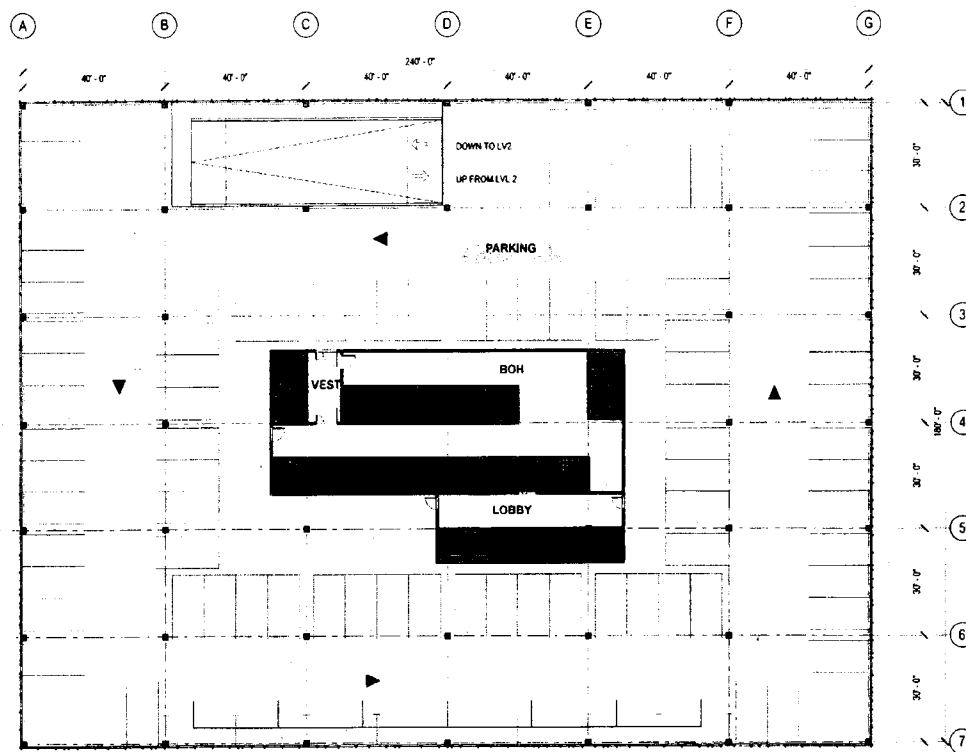 A B C D E F G
240'-0"
40'-0" 40'-0" 40'-0" 40'-0" 40'-0" 40'-0"
1
30'-0"
DOWN TO LV2
UP FROM LVL 2
2
30'-0"
PARKING
3
30'-0"
VEST
BOH
4
180'-0"
30'-0"
LOBBY
5
30'-0"
6
30'-0"
7